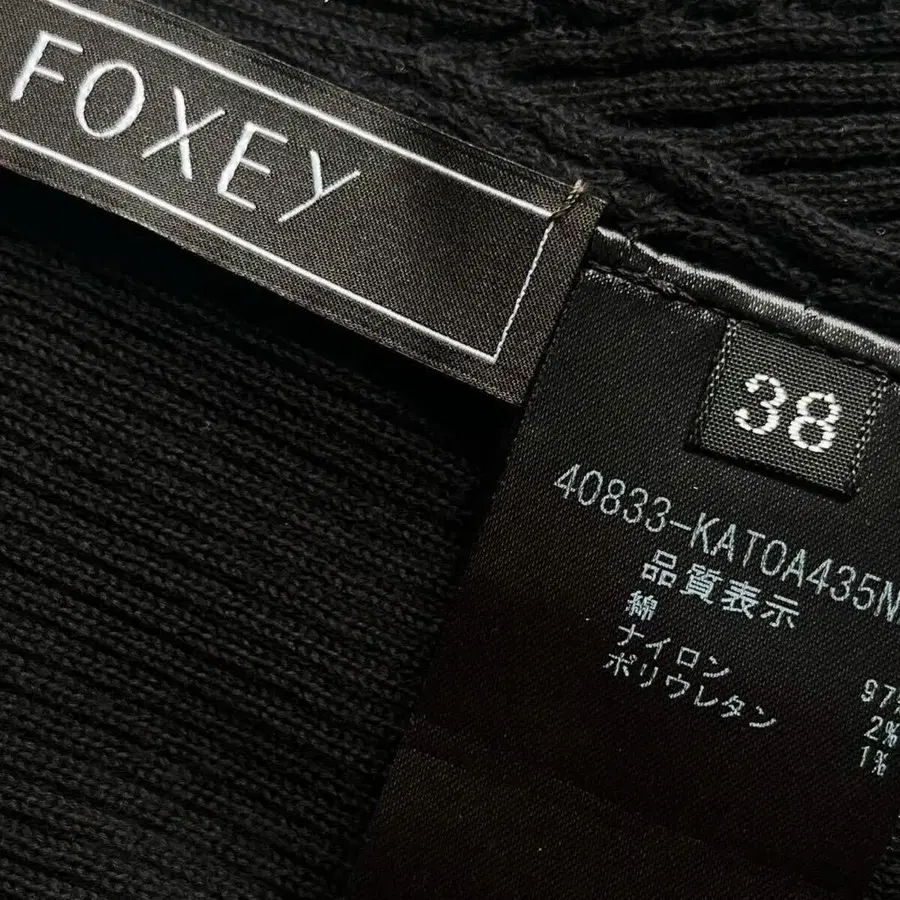 FOXEY
38
40833-KAT0A435N
品質表示
綿 97%
ナイロン 2%
ポリウレタン 1%